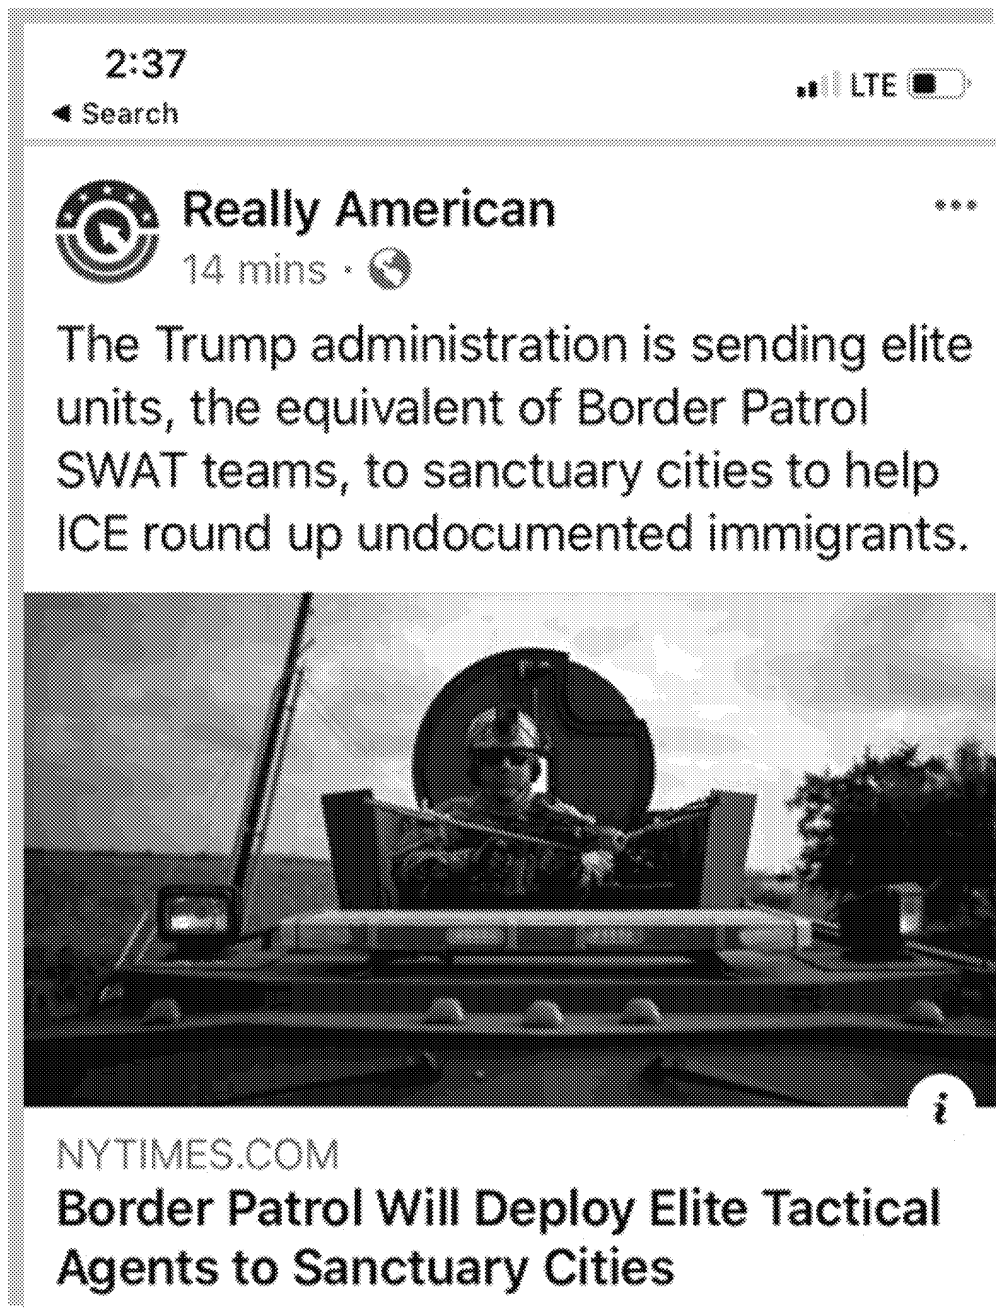 2:37
LTE
◀ Search
Really American
14 mins ·
The Trump administration is sending elite
units, the equivalent of Border Patrol
SWAT teams, to sanctuary cities to help
ICE round up undocumented immigrants.
i
NYTIMES.COM
Border Patrol Will Deploy Elite Tactical
Agents to Sanctuary Cities